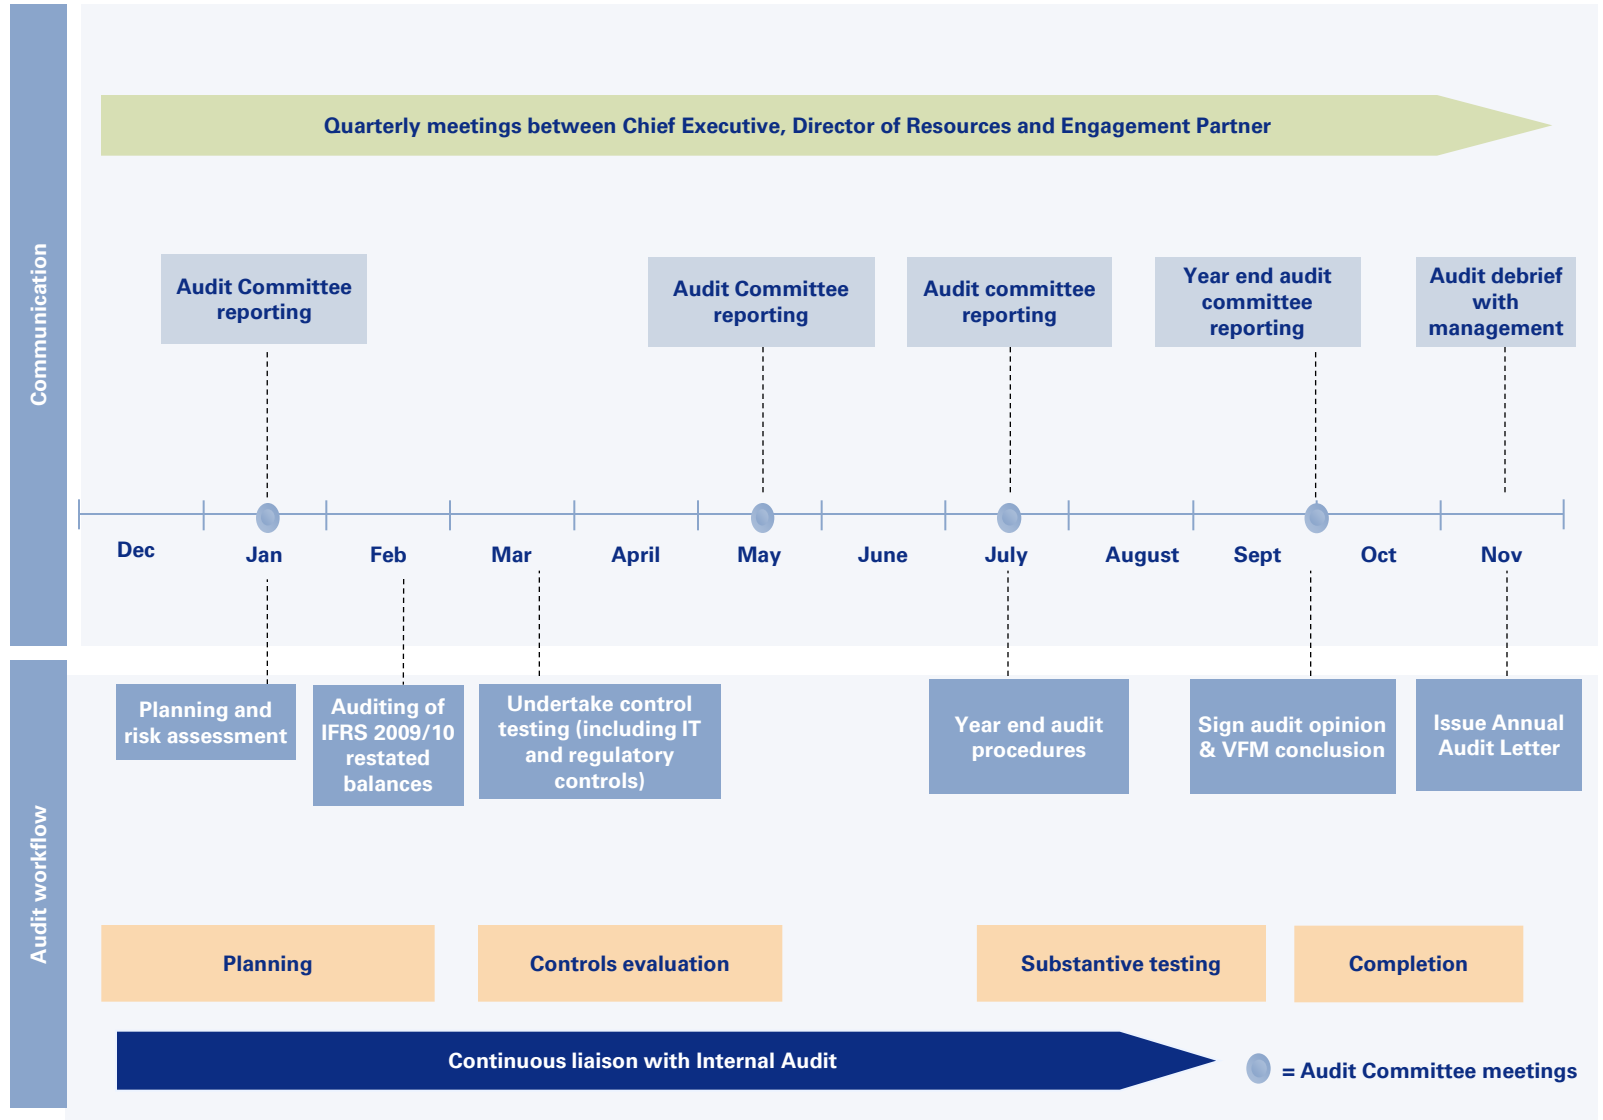 Communication
Quarterly meetings between Chief Executive, Director of Resources and Engagement Partner
Audit Committee
reporting
Audit Committee
reporting
Audit committee
reporting
Year end audit
committee
reporting
Audit debrief
with
management
Dec
Jan
Feb
Mar
April
May
June
July
August
Sept
Oct
Nov
Audit workflow
Planning and
risk assessment
Auditing of
IFRS 2009/10
restated
balances
Undertake control
testing (including IT
and regulatory
controls)
Year end audit
procedures
Sign audit opinion
& VFM conclusion
Issue Annual
Audit Letter
Planning
Controls evaluation
Substantive testing
Completion
Continuous liaison with Internal Audit
= Audit Committee meetings